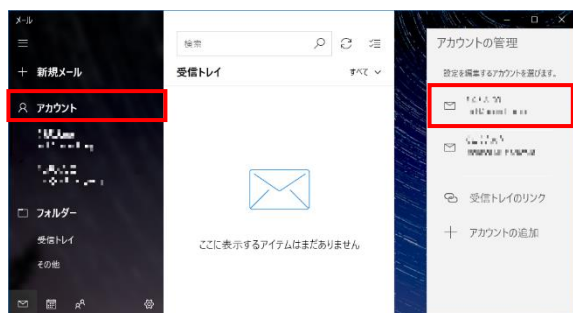 メール
新規メール
アカウント
フォルダー
受信トレイ
その他
検索
受信トレイ
すべて
ここに表示するアイテムはまだありません
アカウントの管理
設定を編集するアカウントを選びます。
受信トレイのリンク
アカウントの追加